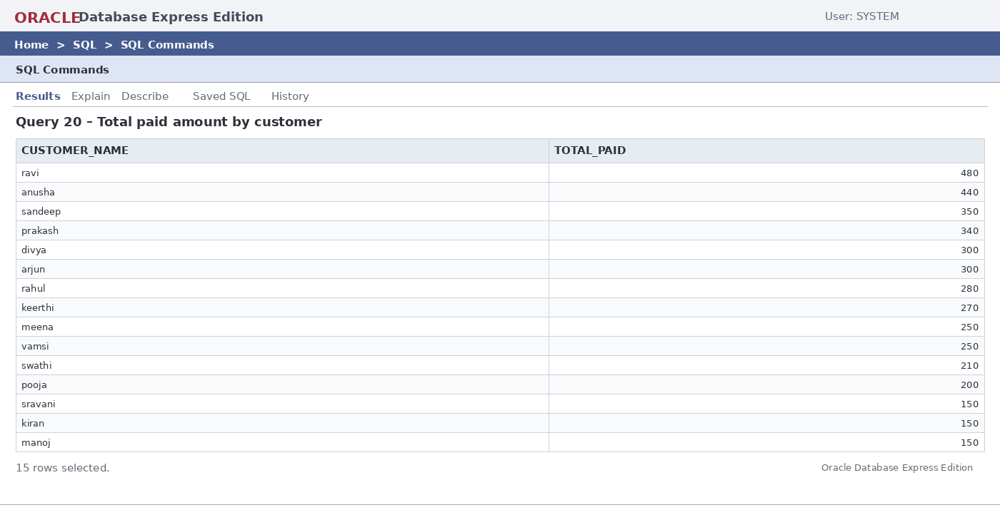 ORACLE Database Express Edition User: SYSTEM
Home > SQL > SQL Commands
SQL Commands
Results Explain Describe Saved SQL History
Query 20 – Total paid amount by customer
CUSTOMER_NAME TOTAL_PAID
ravi 480
anusha 440
sandeep 350
prakash 340
divya 300
arjun 300
rahul 280
keerthi 270
meena 250
vamsi 250
swathi 210
pooja 200
sravani 150
kiran 150
manoj 150
15 rows selected. Oracle Database Express Edition